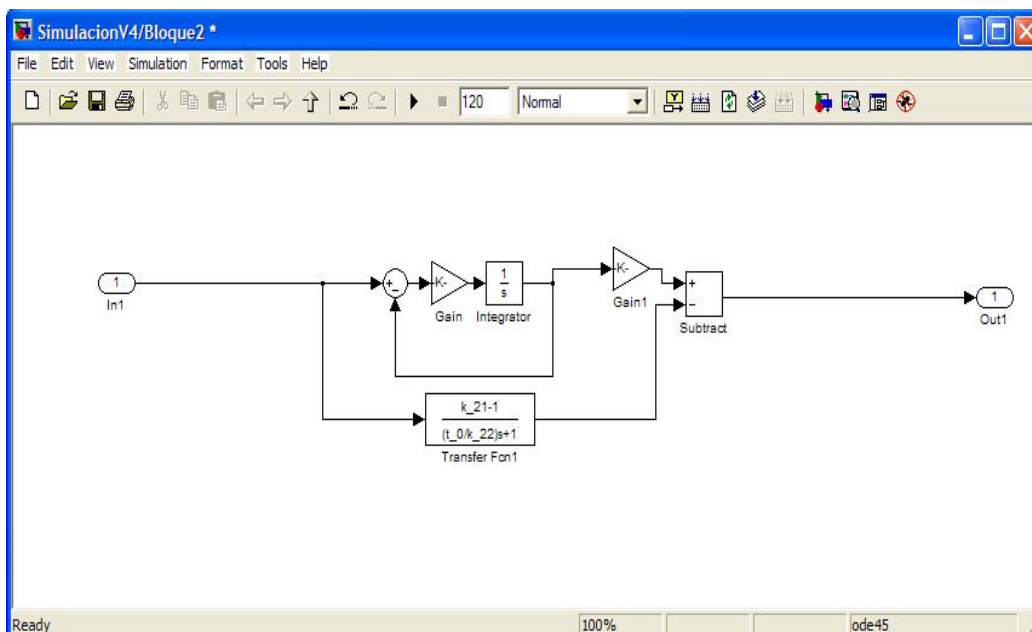 SimulacionV4/Bloque2 *
File Edit View Simulation Format Tools Help
120 Normal
1
In1
+
-
-K-
Gain
1
s
Integrator
-K-
Gain1
+
−
Subtract
1
Out1
k_21-1
(t_0/k_22)s+1
Transfer Fcn1
Ready 100% ode45